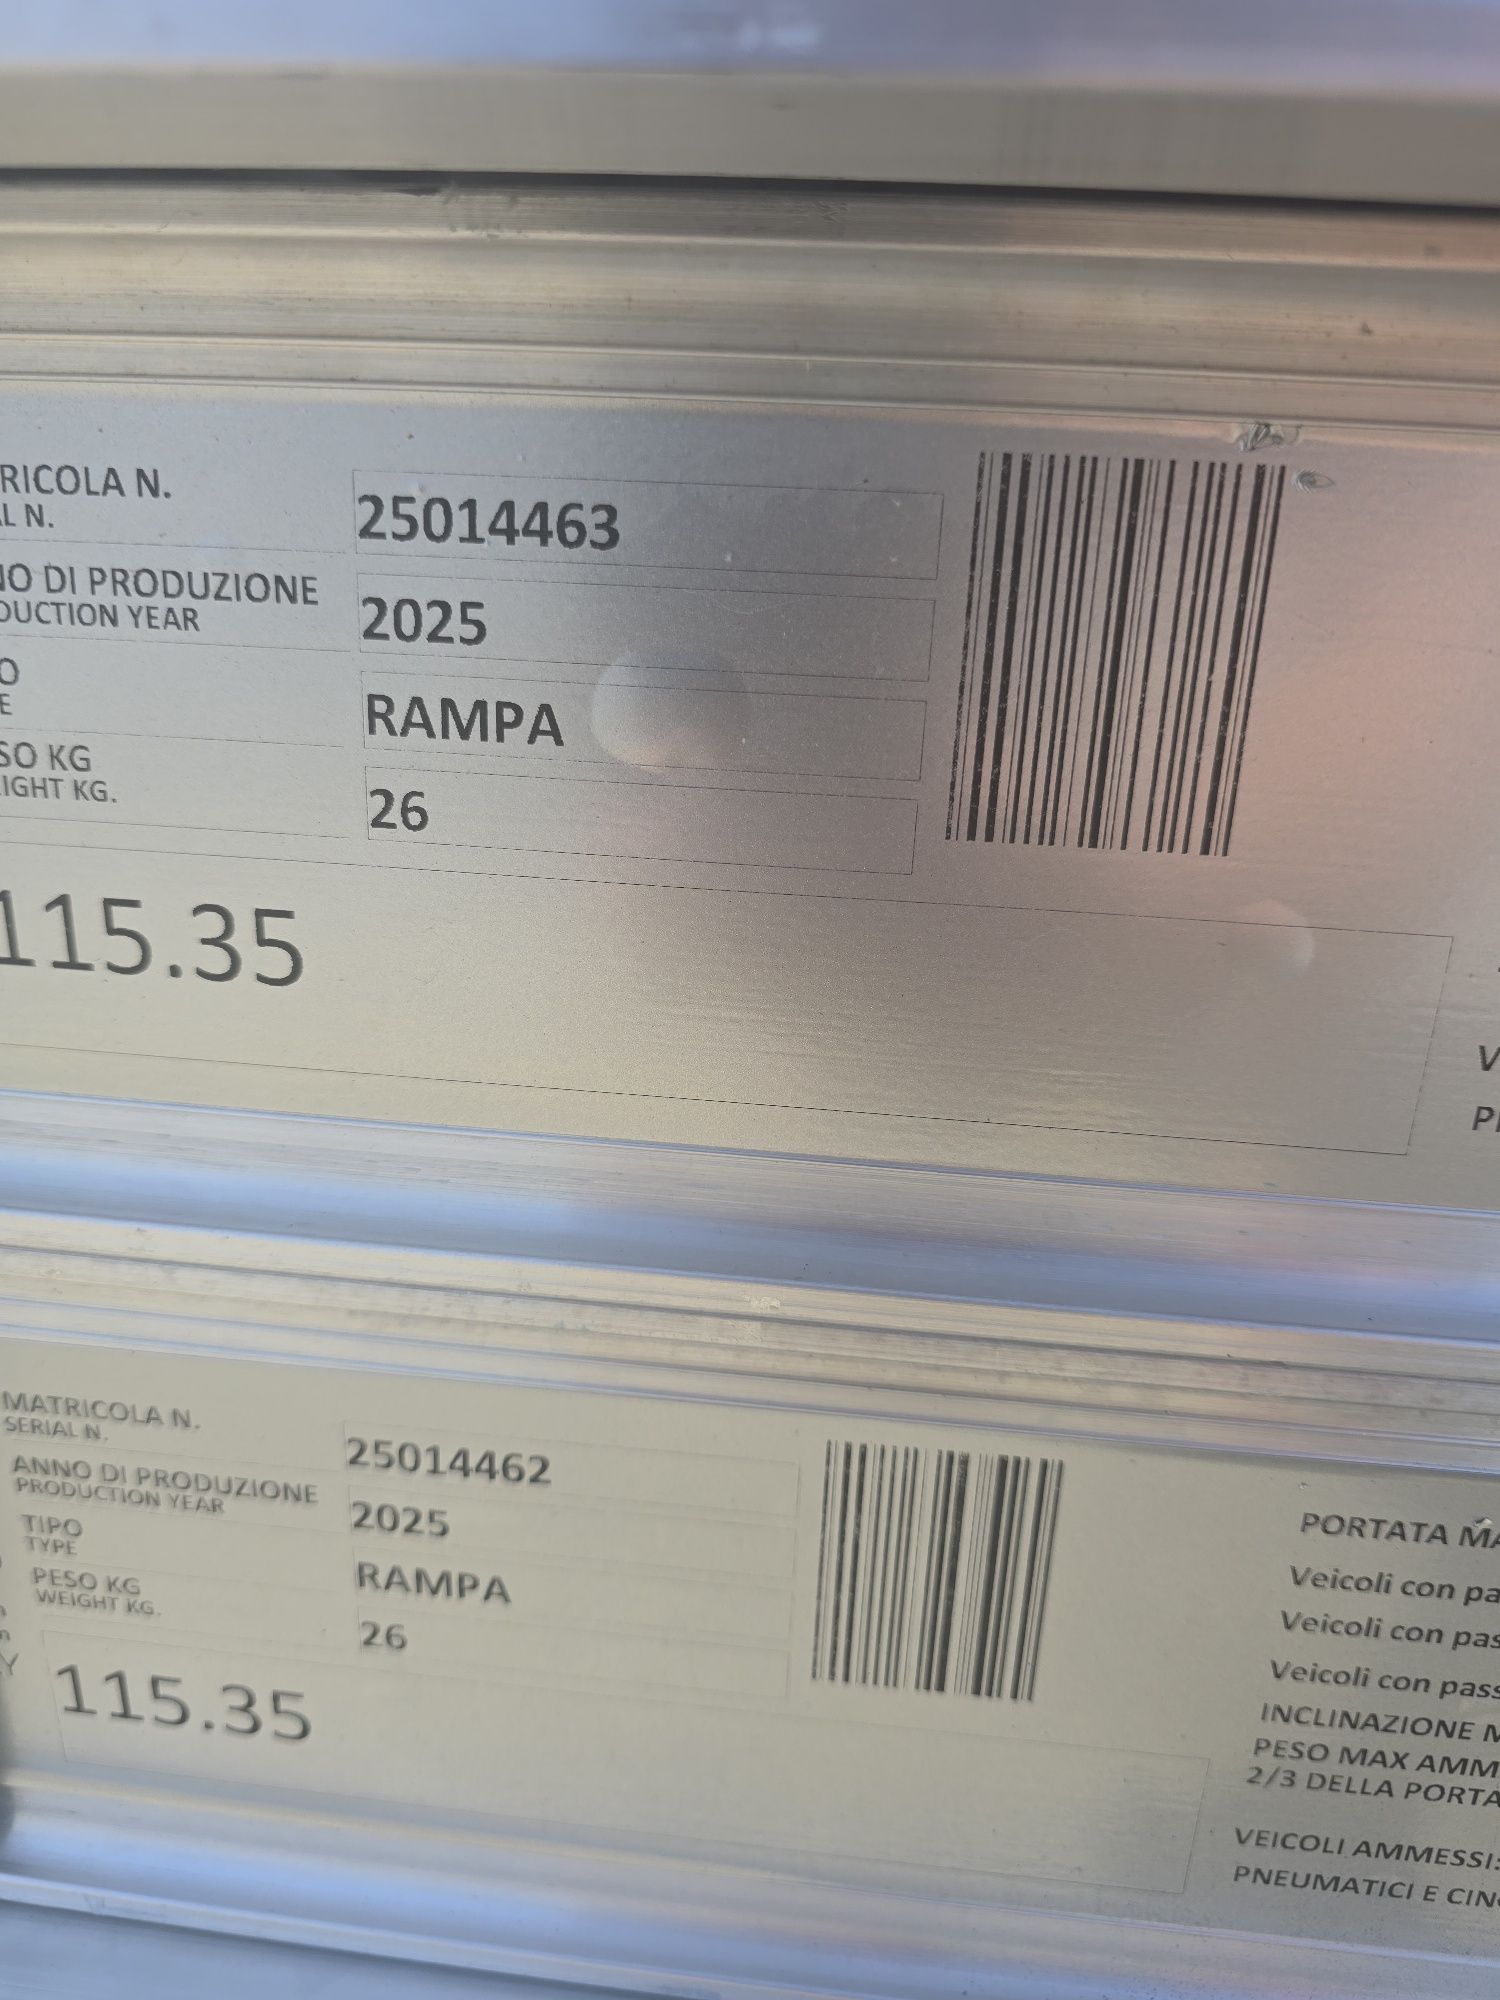 RICOLA N.
L N.
25014463
O DI PRODUZIONE
DUCTION YEAR
2025
O
E
RAMPA
SO KG
IGHT KG.
26
115.35
V
P
MATRICOLA N.
SERIAL N.
25014462
ANNO DI PRODUZIONE
PRODUCTION YEAR
2025
TIPO
TYPE
RAMPA
PESO KG
WEIGHT KG.
26
115.35
PORTATA MA
Veicoli con pa
Veicoli con pas
Veicoli con pass
INCLINAZIONE M
PESO MAX AMM
2/3 DELLA PORTA
VEICOLI AMMESSI:
PNEUMATICI E CING